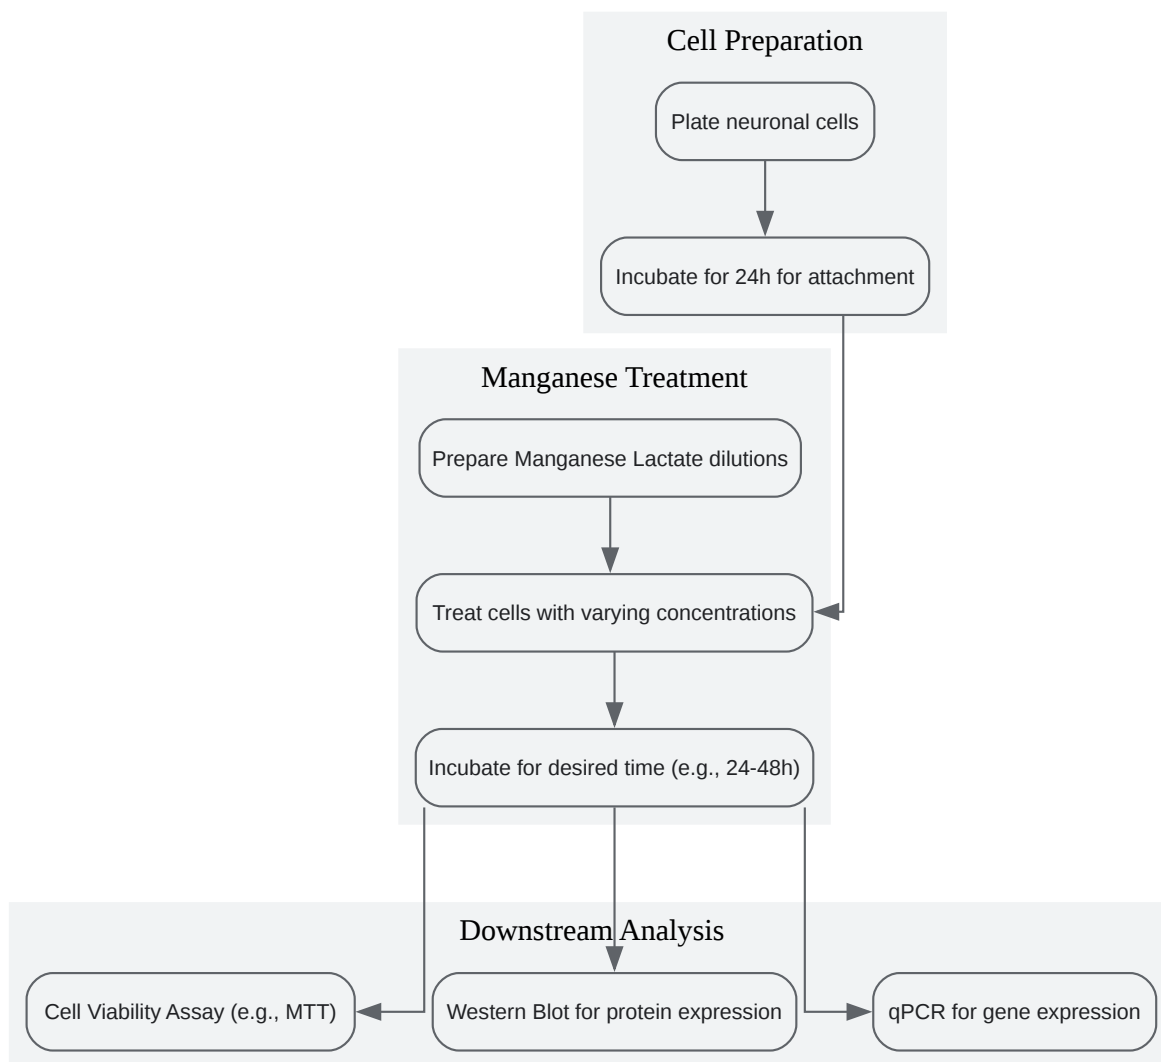 Cell Preparation
Plate neuronal cells
Incubate for 24h for attachment
Manganese Treatment
Prepare Manganese Lactate dilutions
Treat cells with varying concentrations
Incubate for desired time (e.g., 24-48h)
Downstream Analysis
Cell Viability Assay (e.g., MTT)
Western Blot for protein expression
qPCR for gene expression